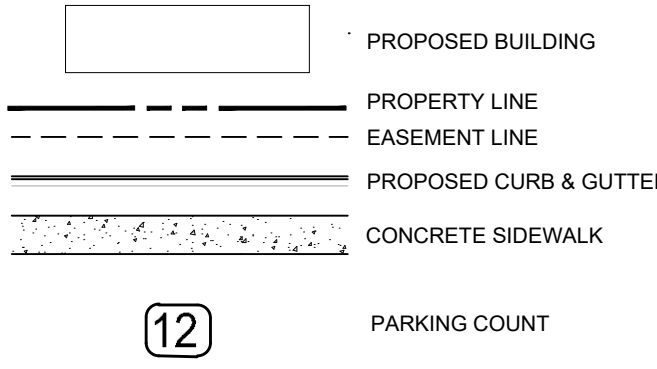 PROPOSED BUILDING
PROPERTY LINE
EASEMENT LINE
PROPOSED CURB & GUTTE
CONCRETE SIDEWALK
12 PARKING COUNT